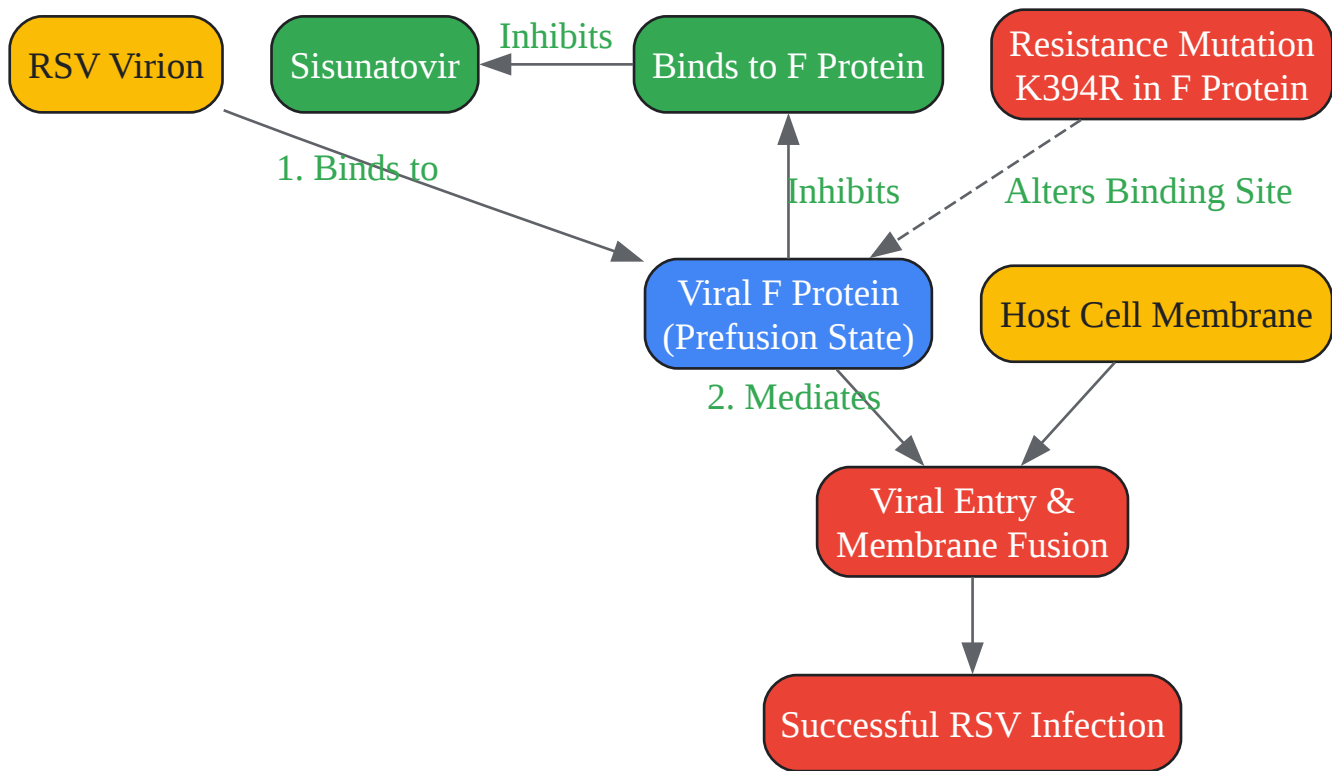 RSV Virion
Sisunatovir
Inhibits
Binds to F Protein
Resistance Mutation
K394R in F Protein
1. Binds to
Inhibits
Alters Binding Site
Viral F Protein
(Prefusion State)
Host Cell Membrane
2. Mediates
Viral Entry &
Membrane Fusion
Successful RSV Infection